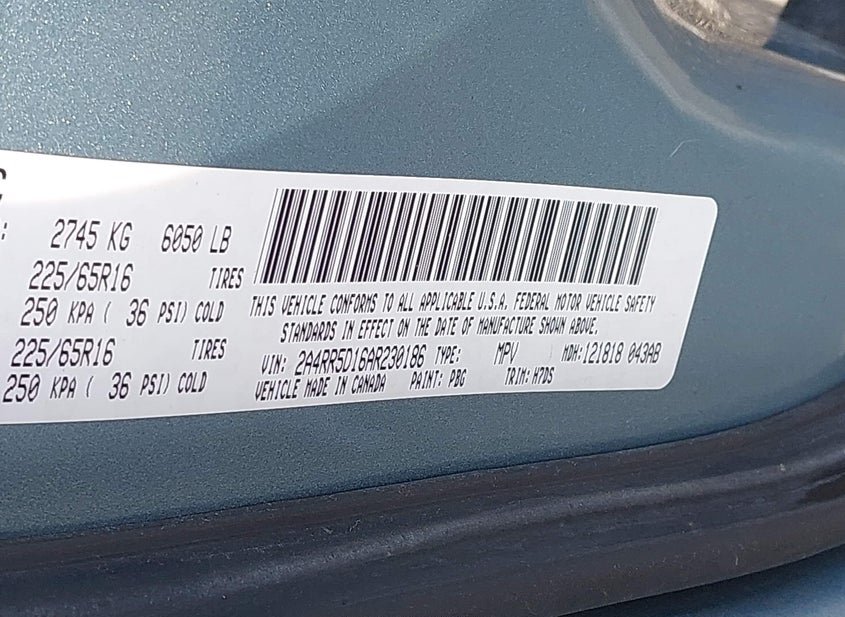 2745 KG 6050 LB
225/65R16 TIRES
250 KPA ( 36 PSI) COLD
225/65R16 TIRES
250 KPA ( 36 PSI) COLD
THIS VEHICLE CONFORMS TO ALL APPLICABLE U.S.A. FEDERAL MOTOR VEHICLE SAFETY
STANDARDS IN EFFECT ON THE DATE OF MANUFACTURE SHOWN ABOVE.
VIN: 2A4RR5D16AR230186 TYPE: MPV MDH: 121818 043AB
VEHICLE MADE IN CANADA PAINT: PBG TRIM: H7DS